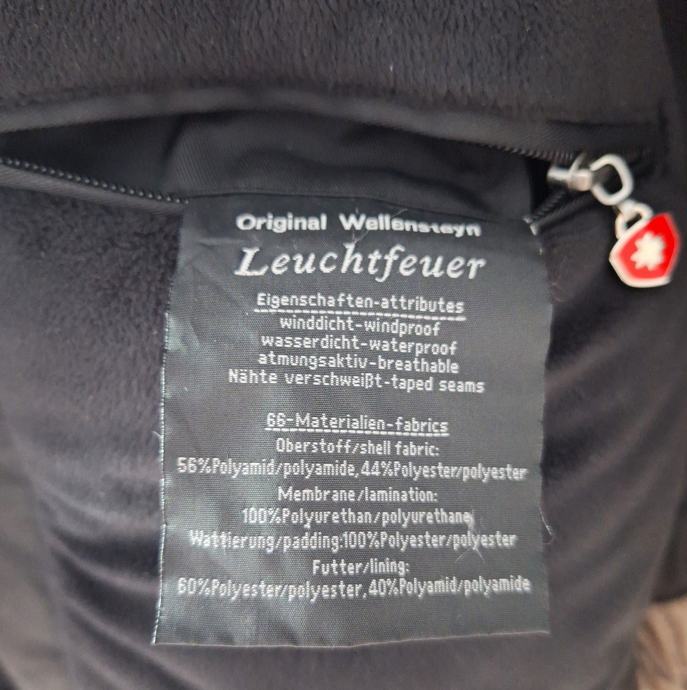 Original Wellensteyn
Leuchtfeuer
Eigenschaften-attributes
winddicht-windproof
wasserdicht-waterproof
atmungsaktiv-breathable
Nähte verschweißt-taped seams
66-Materialien-fabrics
Oberstoff/shell fabric:
56%Polyamid/polyamide, 44%Polyester/polyester
Membrane/lamination:
100%Polyurethan/polyurethane
Wattierung/padding:100%Polyester/polyester
Futter/lining:
60%Polyester/polyester, 40%Polyamid/polyamide